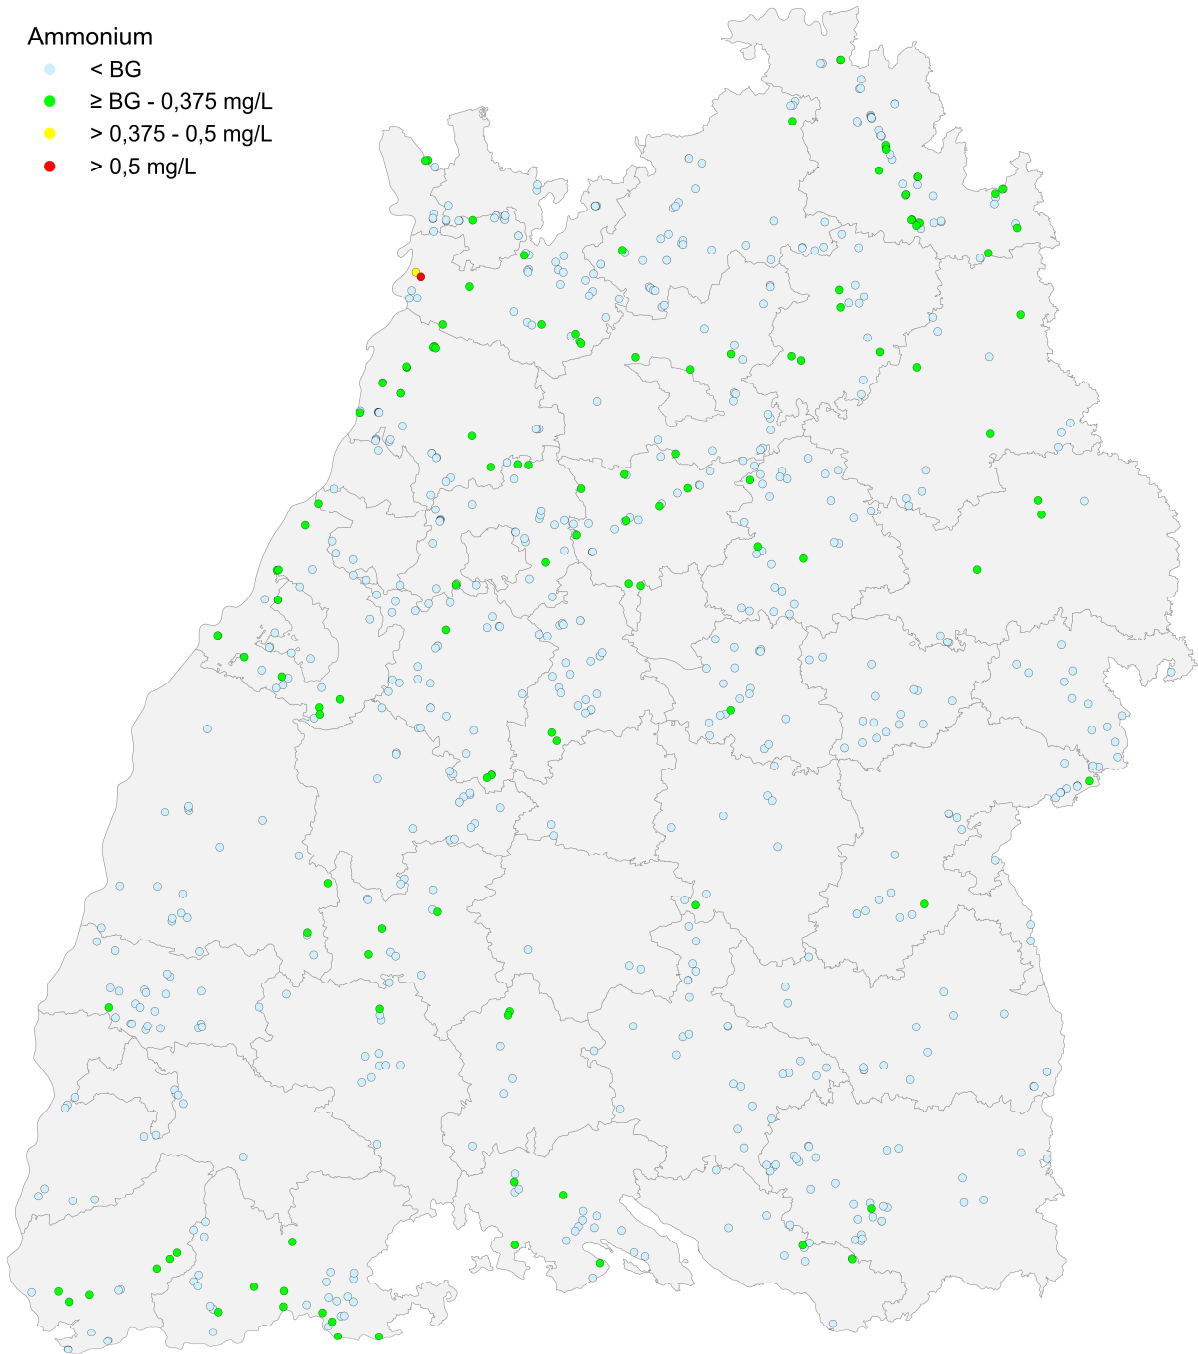 Ammonium
< BG
≥ BG - 0,375 mg/L
> 0,375 - 0,5 mg/L
> 0,5 mg/L